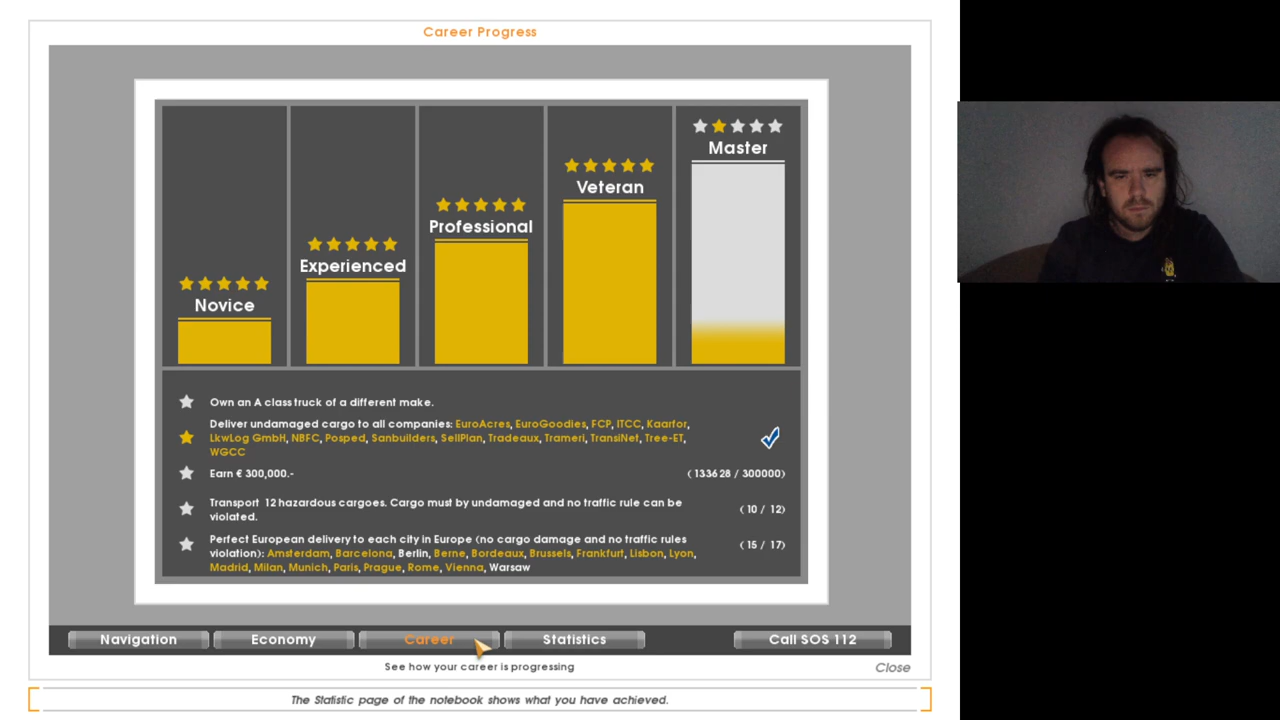 Career Progress
Master
Veteran
Professional
Experienced
Novice
Own an A class truck of a different make.
Deliver undamaged cargo to all companies: EuroAcres, EuroGoodies, FCP, ITCC, Kaarfor,
LkwLog GmbH, NBFC, Posped, Sanbuilders, SellPlan, Tradeaux, Trameri, TransiNet, Tree-ET,
WGCC
Earn € 300,000.- (133628 / 300000)
Transport 12 hazardous cargoes. Cargo must by undamaged and no traffic rule can be
violated. (10 / 12)
Perfect European delivery to each city in Europe (no cargo damage and no traffic rules
violation): Amsterdam, Barcelona, Berlin, Berne, Bordeaux, Brussels, Frankfurt, Lisbon, Lyon, (15 / 17)
Madrid, Milan, Munich, Paris, Prague, Rome, Vienna, Warsaw
Navigation Economy Career Statistics Call SOS 112
See how your career is progressing Close
The Statistic page of the notebook shows what you have achieved.